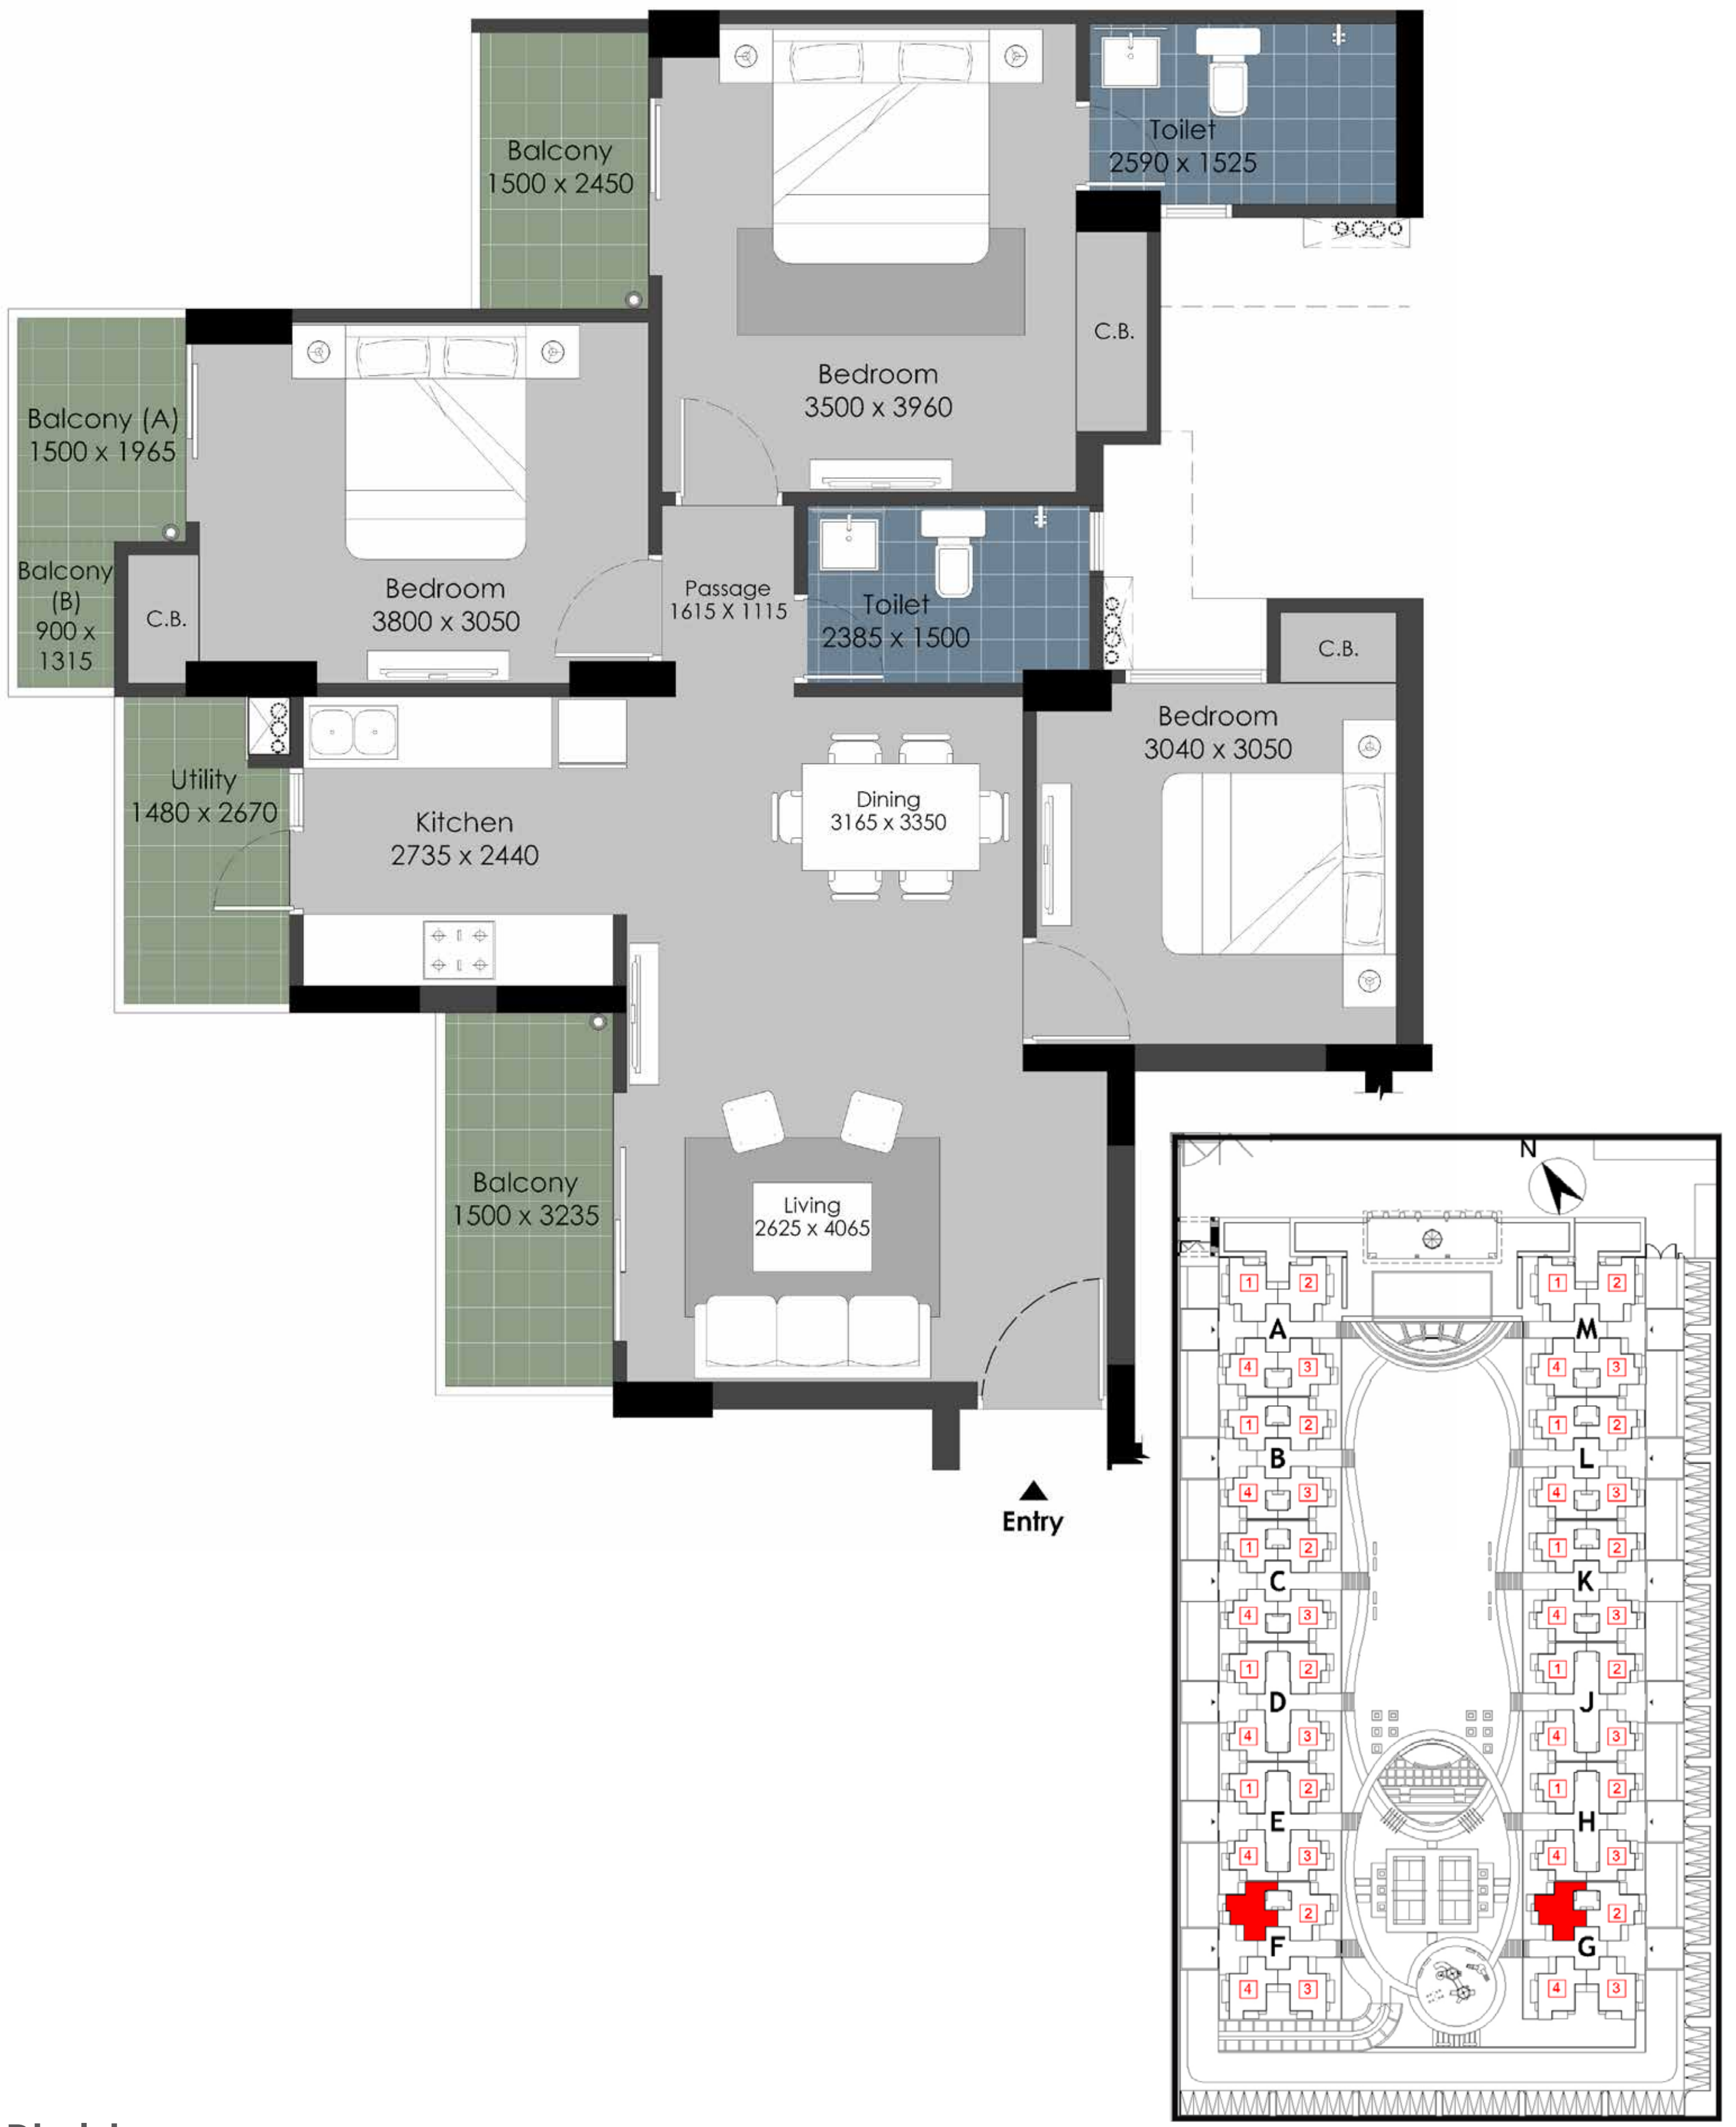 Toilet
2590 x 1525
Balcony
1500 x 2450
C.B.
Bedroom
3500 x 3960
Balcony (A)
1500 x 1965
Balcony
(B)
900 x
1315
C.B.
Bedroom
3800 x 3050
Passage
1615 X 1115
Toilet
2385 x 1500
C.B.
Bedroom
3040 x 3050
Utility
1480 x 2670
Kitchen
2735 x 2440
Dining
3165 x 3350
Balcony
1500 x 3235
Living
2625 x 4065
Entry
N
1 2 1 2
A M
4 3 4 3
1 2 1 2
B L
4 3 4 3
1 2 1 2
C K
4 3 4 3
1 2 1 2
D J
4 3 4 3
1 2 1 2
E H
4 3 4 3
2 2
F G
4 3 4 3